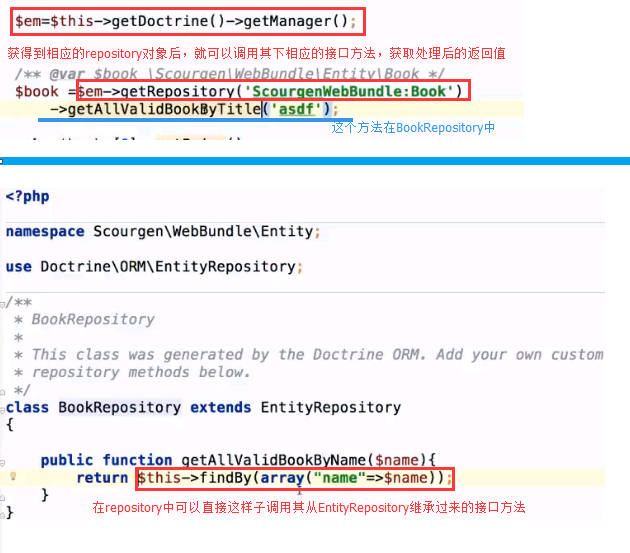 $em=$this->getDoctrine()->getManager();
获得到相应的repository对象后，就可以调用其下相应的接口方法，获取处理后的返回值
/** @var $book \Scourgen\WebBundle\Entity\Book */
$book =$em->getRepository('ScourgenWebBundle:Book')
->getAllValidBookByTitle('asdf');
这个方法在BookRepository中
<?php
namespace Scourgen\WebBundle\Entity;
use Doctrine\ORM\EntityRepository;
/**
* BookRepository
*
* This class was generated by the Doctrine ORM. Add your own custom
* repository methods below.
*/
class BookRepository extends EntityRepository
{
public function getAllValidBookByName($name){
return $this->findBy(array("name"=>$name));
}
在repository中可以直接这样子调用其从EntityRepository继承过来的接口方法
}